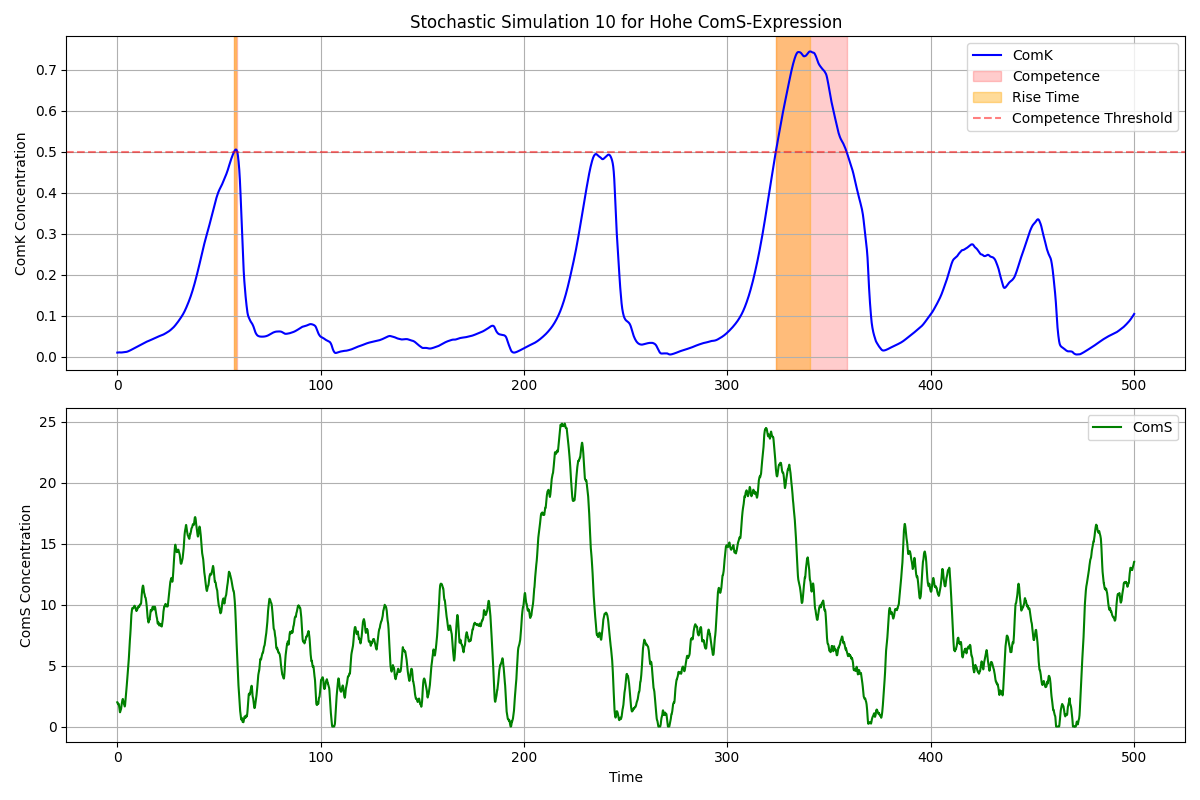 Stochastic Simulation 10 for Hohe ComS-Expression
ComK Concentration
0.7
0.6
0.5
0.4
0.3
0.2
0.1
0.0
ComK
Competence
Rise Time
Competence Threshold
0 100 200 300 400 500
ComS Concentration
25
20
15
10
5
0
ComS
0 100 200 300 400 500
Time